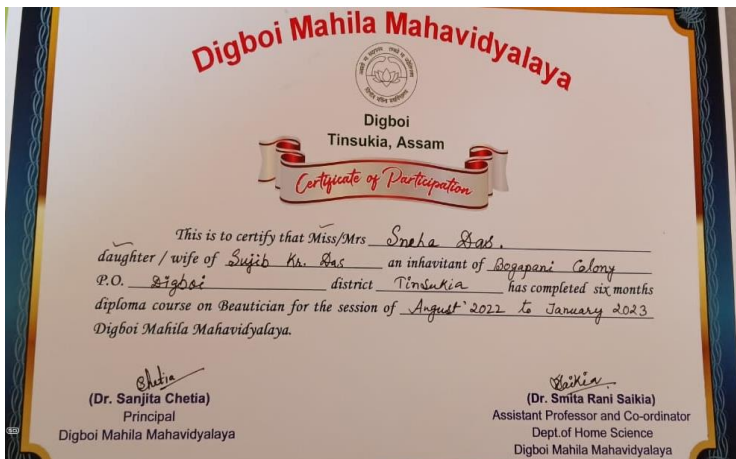 Digboi Mahila Mahavidyalaya
Digboi
Tinsukia, Assam
Certificate of Participation
This is to certify that Miss/Mrs Sneha Das.
daughter / wife of Sujib Kr. Das an inhavitant of Bogapani Colony
P.O. Digboi district Tinsukia has completed six months
diploma course on Beautician for the session of August' 2022 to January 2023
Digboi Mahila Mahavidyalaya.
Chetia
(Dr. Sanjita Chetia)
Principal
Digboi Mahila Mahavidyalaya
Saikia
(Dr. Smita Rani Saikia)
Assistant Professor and Co-ordinator
Dept.of Home Science
Digboi Mahila Mahavidyalaya